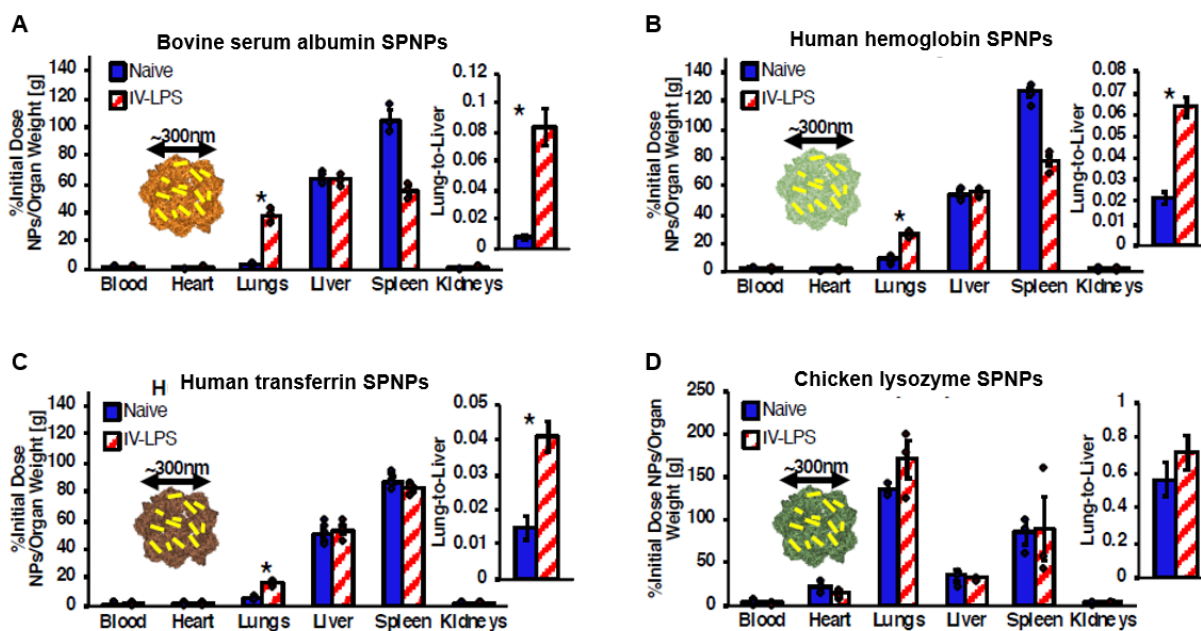 A
Bovine serum albumin SPNPs
%Initial Dose
NPs/Organ Weight [g]
140
120
100
80
60
40
20
0
Naive
IV-LPS
~300nm
*
Blood Heart Lungs Liver Spleen Kidneys
Lung-to-Liver
0.12
0.1
0.08
0.06
0.04
0.02
0
*
B
Human hemoglobin SPNPs
%Initial Dose
NPs/Organ Weight [g]
140
120
100
80
60
40
20
0
Naive
IV-LPS
~300nm
*
Blood Heart Lungs Liver Spleen Kidneys
Lung-to-Liver
0.08
0.07
0.06
0.05
0.04
0.03
0.02
0.01
0
*
C
H
Human transferrin SPNPs
%Initial Dose
NPs/Organ Weight [g]
140
120
100
80
60
40
20
0
Naive
IV-LPS
~300nm
*
Blood Heart Lungs Liver Spleen Kidneys
Lung-to-Liver
0.05
0.04
0.03
0.02
0.01
0
*
D
Chicken lysozyme SPNPs
%Initial Dose NPs/Organ
Weight [g]
250
200
150
100
50
0
Naive
IV-LPS
~300nm
Blood Heart Lungs Liver Spleen Kidneys
Lung-to-Liver
1
0.8
0.6
0.4
0.2
0